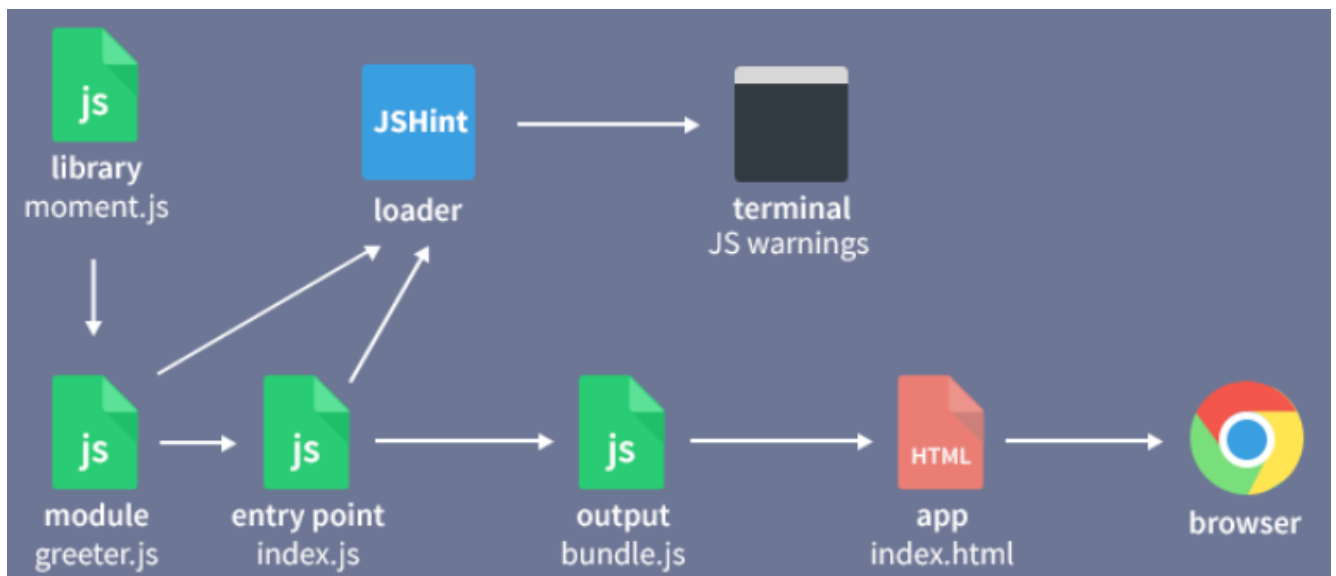 js
library
moment.js
JSHint
loader
terminal
JS warnings
js
module
greeter.js
js
entry point
index.js
js
output
bundle.js
HTML
app
index.html
browser